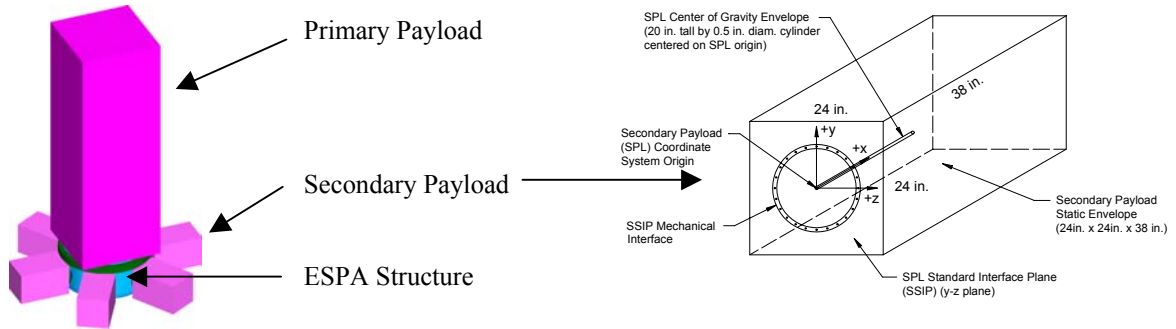 Primary Payload
Secondary Payload
ESPA Structure
SPL Center of Gravity Envelope
(20 in. tall by 0.5 in. diam. cylinder
centered on SPL origin)
38 in.
24 in.
+y
Secondary Payload
(SPL) Coordinate
System Origin
+x
24 in.
+z
SSIP Mechanical
Interface
Secondary Payload
Static Envelope
(24in. x 24in. x 38 in.)
SPL Standard Interface Plane
(SSIP) (y-z plane)